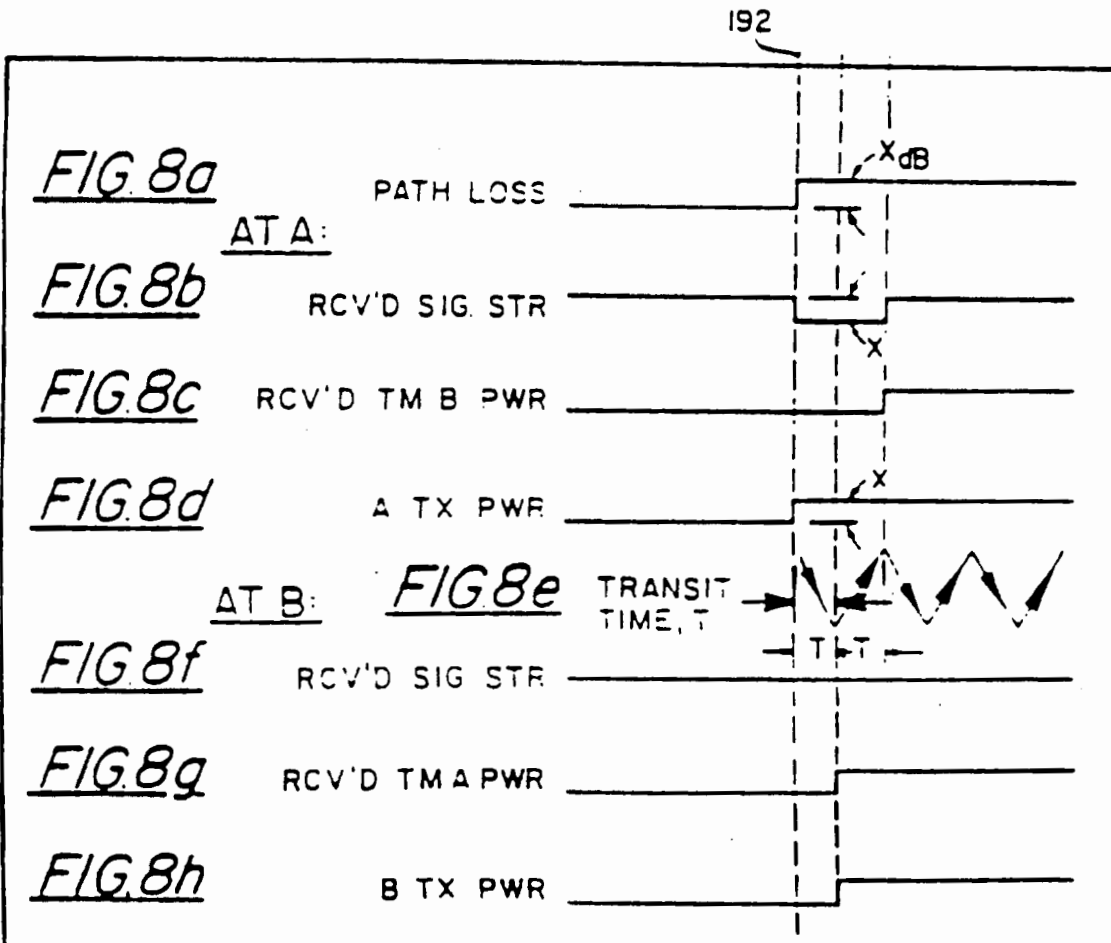 192
FIG. 8a
PATH LOSS
X dB
AT A:
FIG. 8b
RCV'D SIG. STR
X
FIG. 8c
RCV'D TM B PWR
FIG. 8d
A TX PWR
X
AT B:
FIG 8e
TRANSIT
TIME, T
T T
FIG. 8f
RCV'D SIG STR
FIG. 8g
RCV'D TM A PWR
FIG. 8h
B TX PWR